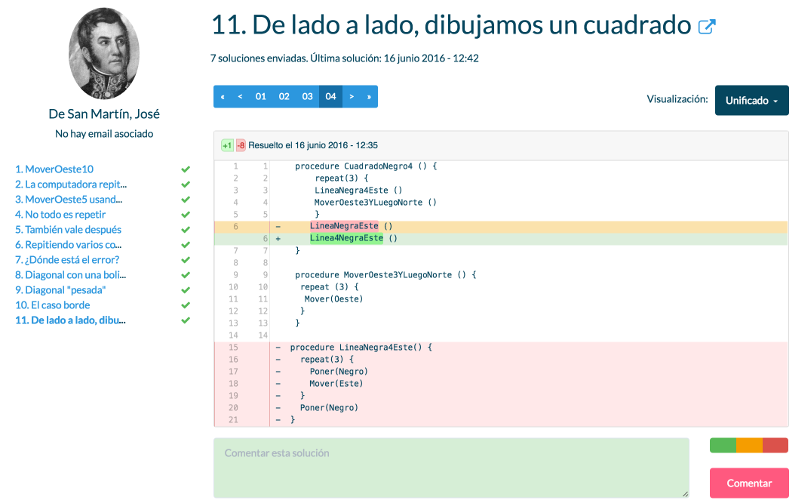 11. De lado a lado, dibujamos un cuadrado
7 soluciones enviadas. Última solución: 16 junio 2016 - 12:42
De San Martín, José
No hay email asociado
1. MoverOeste10
2. La computadora repit...
3. MoverOeste5 usand...
4. No todo es repetir
5. También vale después
6. Repitiendo varios co...
7. ¿Dónde está el error?
8. Diagonal con una boli...
9. Diagonal "pesada"
10. El caso borde
11. De lado a lado, dibu...
« < 01 02 03 04 > »
Visualización: Unificado
+1 -8 Resuelto el 16 junio 2016 - 12:35
1 1 procedure CuadradoNegro4 () {
2 2 repeat(3) {
3 3 LineaNegra4Este ()
4 4 MoverOeste3YLuegoNorte ()
5 5 }
6 - LineaNegraEste ()
6 + Linea4NegraEste ()
7 7 }
8 8
9 9 procedure MoverOeste3YLuegoNorte () {
10 10 repeat (3) {
11 11 Mover(Oeste)
12 12 }
13 13 }
14 14
15 - procedure LineaNegra4Este() {
16 - repeat(3) {
17 - Poner(Negro)
18 - Mover(Este)
19 - }
20 - Poner(Negro)
21 - }
Comentar esta solución
Comentar